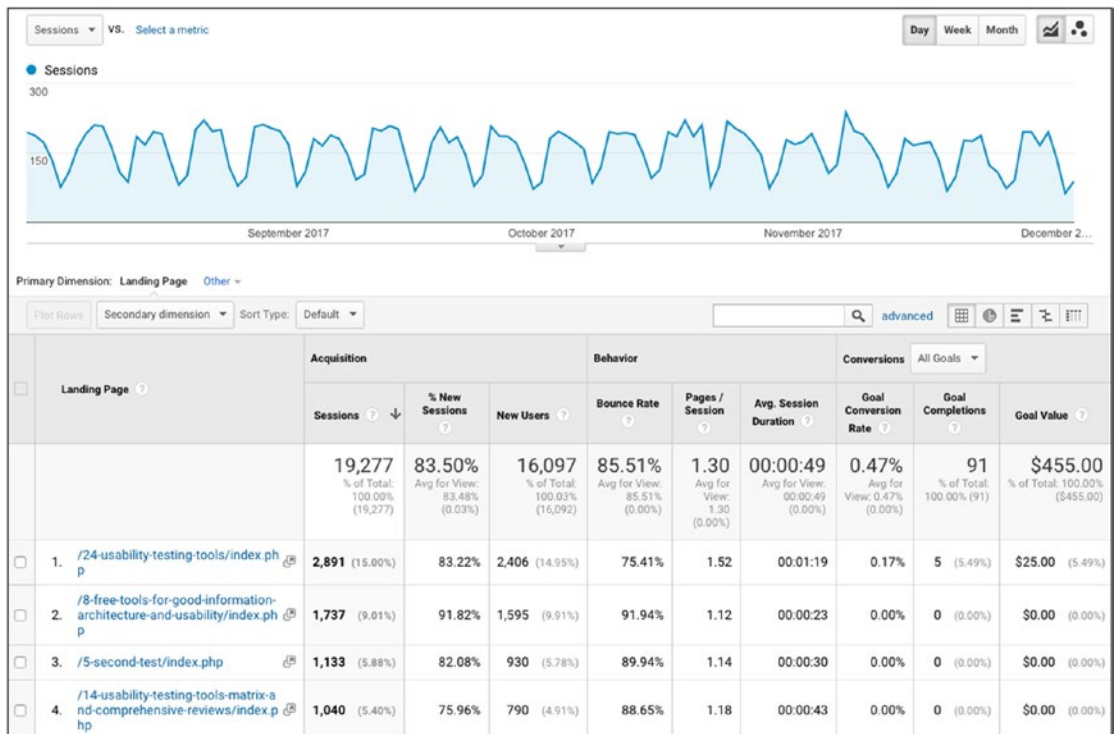 Sessions VS. Select a metric Day Week Month
Sessions
300
150
September 2017 October 2017 November 2017 December 2...
Primary Dimension: Landing Page Other
Plot Rows Secondary dimension Sort Type: Default advanced
Acquisition Behavior Conversions All Goals
Landing Page ?
Sessions ? % New Sessions ? New Users ? Bounce Rate ? Pages / Session ? Avg. Session Duration ? Goal Conversion Rate ? Goal Completions ? Goal Value ?
19,277 83.50% 16,097 85.51% 1.30 00:00:49 0.47% 91 $455.00
% of Total: 100.00% (19,277) Avg for View: 83.48% (0.03%) % of Total: 100.03% (16,092) Avg for View: 85.51% (0.00%) Avg for View: 1.30 (0.00%) Avg for View: 00:00:49 (0.00%) Avg for View: 0.47% (0.00%) % of Total: 100.00% (91) % of Total: 100.00% ($455.00)
1. /24-usability-testing-tools/index.ph
p
2,891 (15.00%) 83.22% 2,406 (14.95%) 75.41% 1.52 00:01:19 0.17% 5 (5.49%) $25.00 (5.49%)
/8-free-tools-for-good-information-
2. architecture-and-usability/index.ph
p
1,737 (9.01%) 91.82% 1,595 (9.91%) 91.94% 1.12 00:00:23 0.00% 0 (0.00%) $0.00 (0.00%)
3. /5-second-test/index.php 1,133 (5.88%) 82.08% 930 (5.78%) 89.94% 1.14 00:00:30 0.00% 0 (0.00%) $0.00 (0.00%)
/14-usability-testing-tools-matrix-a
4. nd-comprehensive-reviews/index.p
hp
1,040 (5.40%) 75.96% 790 (4.91%) 88.65% 1.18 00:00:43 0.00% 0 (0.00%) $0.00 (0.00%)